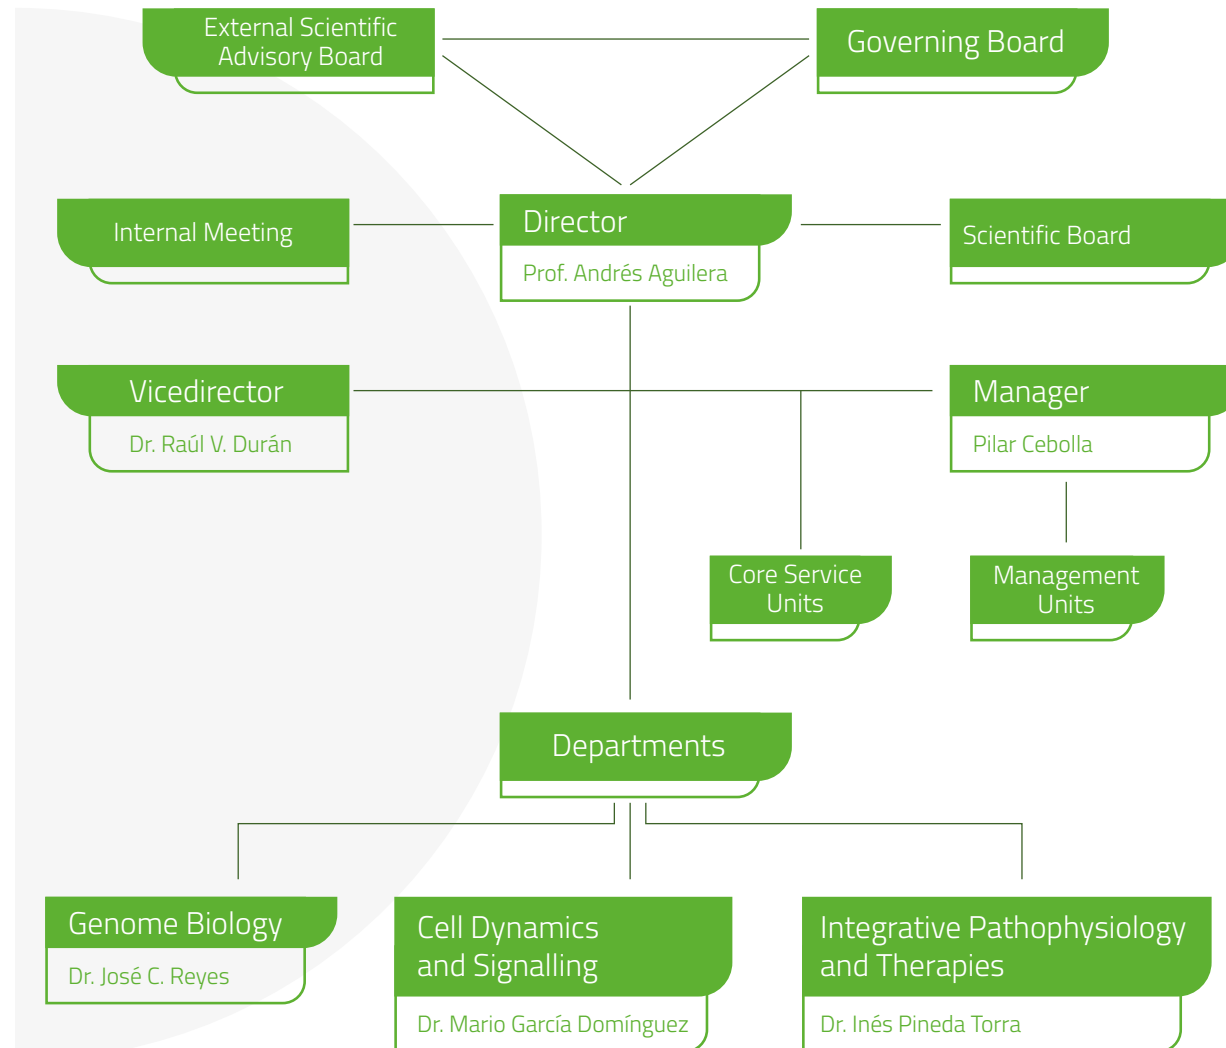 External Scientific
Advisory Board
Governing Board
Internal Meeting
Director
Prof. Andrés Aguilera
Scientific Board
Vicedirector
Dr. Raúl V. Durán
Manager
Pilar Cebolla
Core Service
Units
Management
Units
Departments
Genome Biology
Dr. José C. Reyes
Cell Dynamics
and Signalling
Dr. Mario García Domínguez
Integrative Pathophysiology
and Therapies
Dr. Inés Pineda Torra